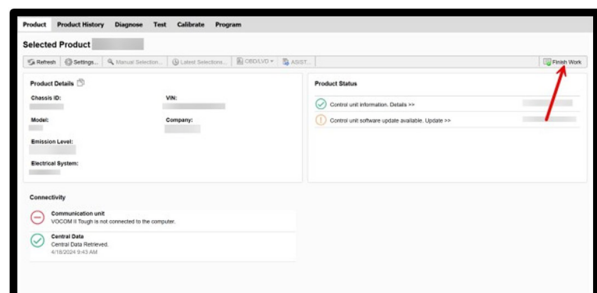 Product Product History Diagnose Test Calibrate Program
Selected Product
Refresh Settings... Manual Selection... Latest Selections... OBD/LVD ASIST... Finish Work
Product Details
Product Status
Chassis ID:
VIN:
Control unit information. Details >>
Model:
Company:
Control unit software update available. Update >>
Emission Level:
Electrical System:
Connectivity
Communication unit
VOCOM II Tough is not connected to the computer.
Central Data
Central Data Retrieved.
4/18/2024 9:43 AM